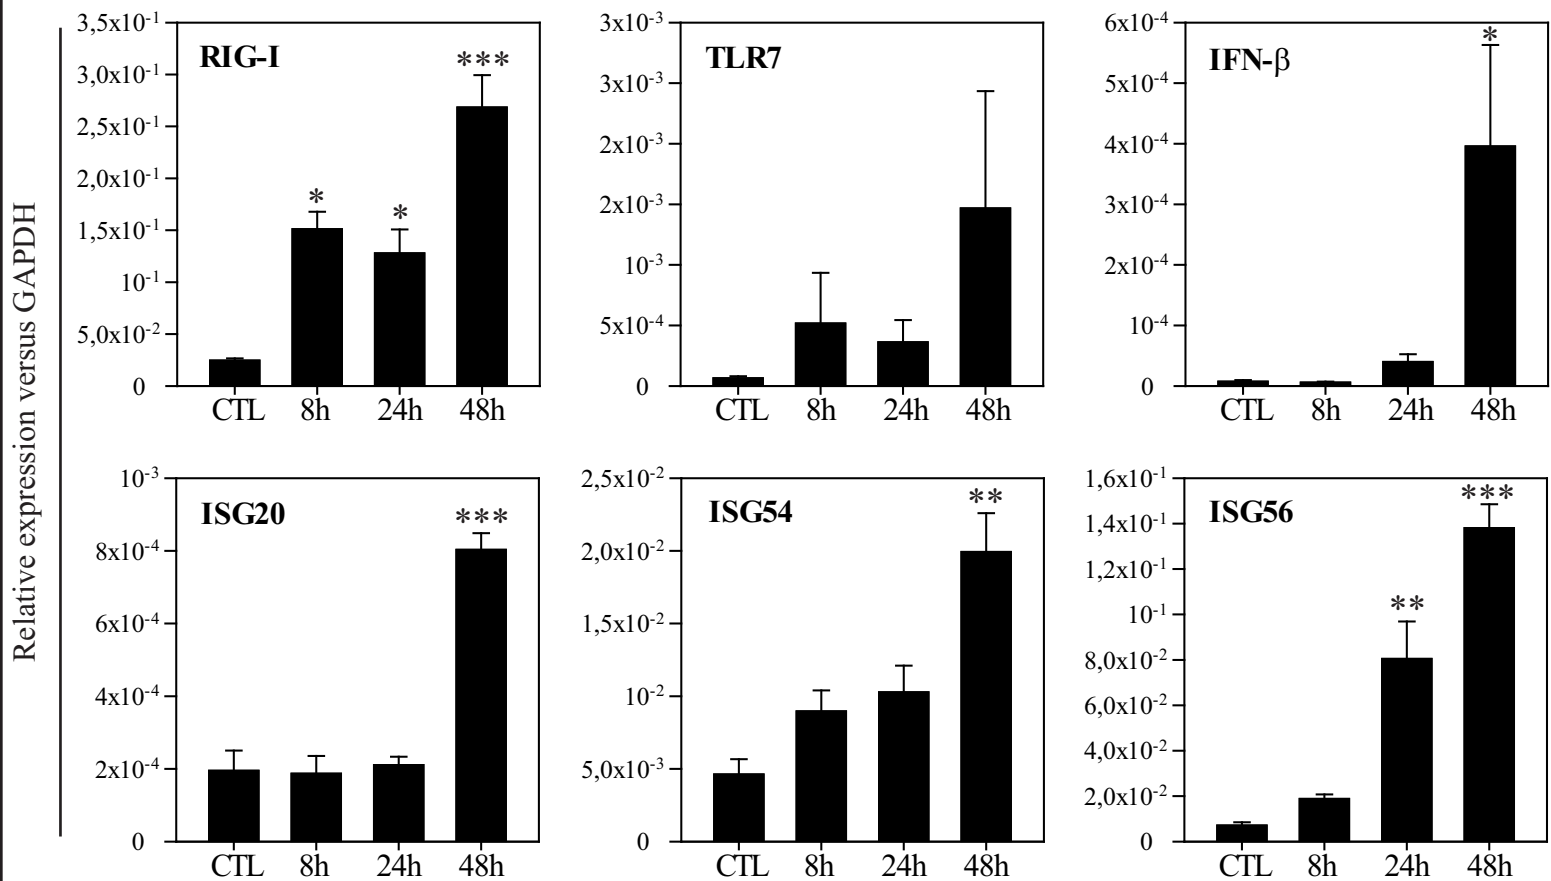 Relative expression versus GAPDH
RIG-I
3,5x10⁻¹
3,0x10⁻¹
2,5x10⁻¹
2,0x10⁻¹
1,5x10⁻¹
10⁻¹
5,0x10⁻²
0
*
*
***
CTL 8h 24h 48h
TLR7
3x10⁻³
3x10⁻³
2x10⁻³
2x10⁻³
10⁻³
5x10⁻⁴
0
CTL 8h 24h 48h
IFN-β
6x10⁻⁴
5x10⁻⁴
4x10⁻⁴
3x10⁻⁴
2x10⁻⁴
10⁻⁴
0
*
CTL 8h 24h 48h
ISG20
10⁻³
8x10⁻⁴
6x10⁻⁴
4x10⁻⁴
2x10⁻⁴
0
***
CTL 8h 24h 48h
ISG54
2,5x10⁻²
2,0x10⁻²
1,5x10⁻²
10⁻²
5,0x10⁻³
0
**
CTL 8h 24h 48h
ISG56
1,6x10⁻¹
1,4x10⁻¹
1,2x10⁻¹
10⁻¹
8,0x10⁻²
6,0x10⁻²
4,0x10⁻²
2,0x10⁻²
0
**
***
CTL 8h 24h 48h